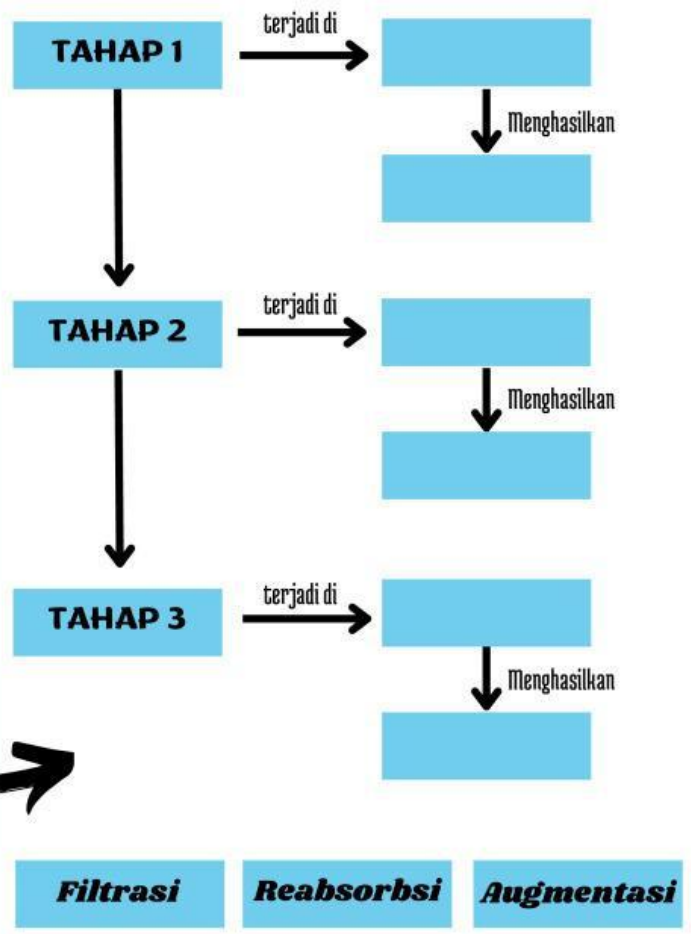 TAHAP 1
terjadi di
Menghasilkan
TAHAP 2
terjadi di
Menghasilkan
TAHAP 3
terjadi di
Menghasilkan
Filtrasi
Reabsorbsi
Augmentasi